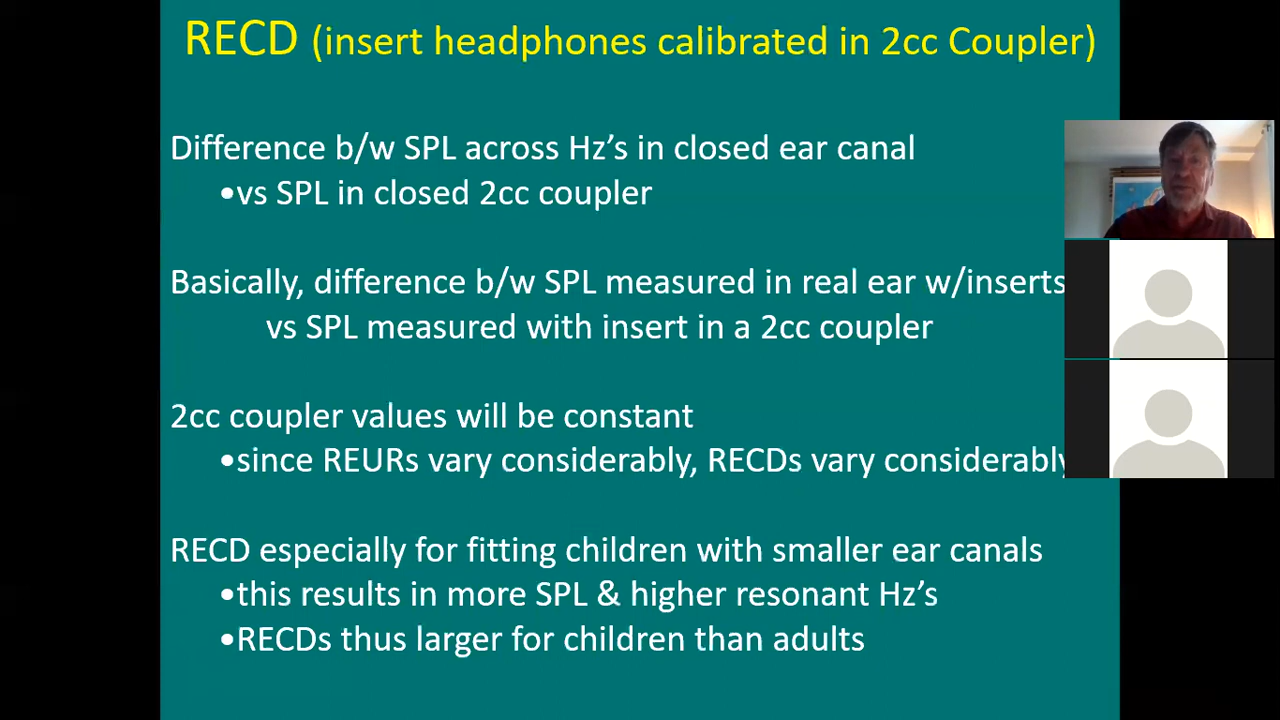 RECD (insert headphones calibrated in 2cc Coupler)
Difference b/w SPL across Hz's in closed ear canal
•vs SPL in closed 2cc coupler
Basically, difference b/w SPL measured in real ear w/inserts
vs SPL measured with insert in a 2cc coupler
2cc coupler values will be constant
•since REURs vary considerably, RECDs vary considerably
RECD especially for fitting children with smaller ear canals
•this results in more SPL & higher resonant Hz's
•RECDs thus larger for children than adults